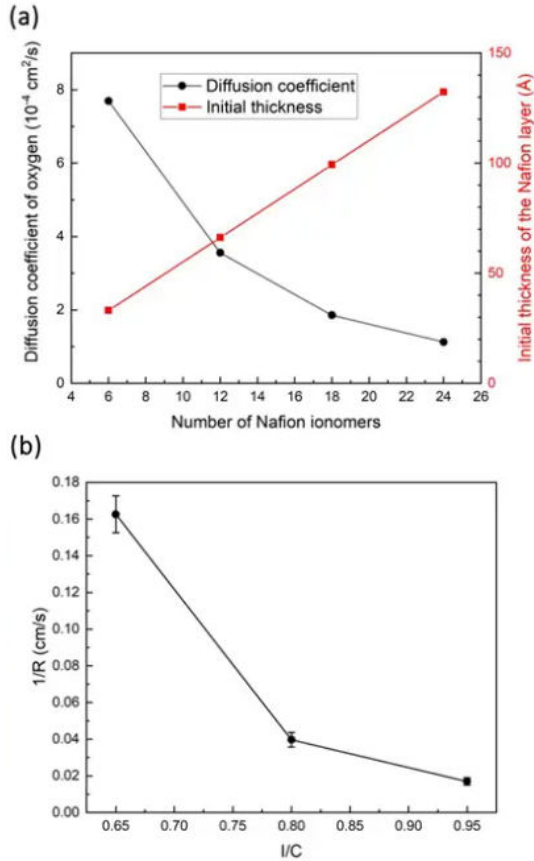 (a)
Diffusion coefficient of oxygen (10⁻⁴ cm²/s)
8
6
4
2
0
Diffusion coefficient
Initial thickness
150
100
50
0
Initial thickness of the Nafion layer (Å)
4 6 8 10 12 14 16 18 20 22 24 26
Number of Nafion ionomers
(b)
1/R (cm/s)
0.18
0.16
0.14
0.12
0.10
0.08
0.06
0.04
0.02
0.00
0.65 0.70 0.75 0.80 0.85 0.90 0.95
I/C